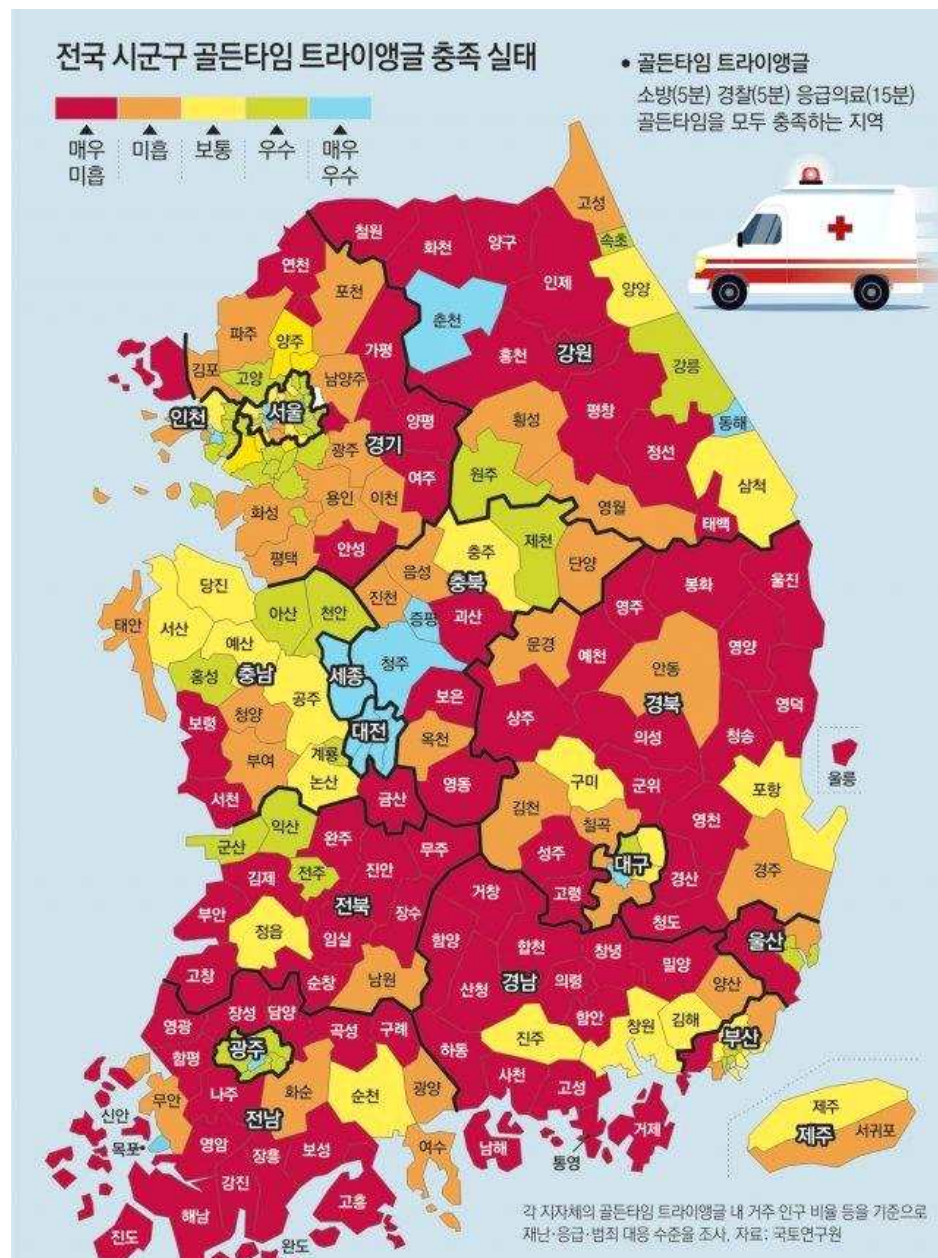 전국 시군구 골든타임 트라이앵글 충족 실태
• 골든타임 트라이앵글
소방(5분) 경찰(5분) 응급의료(15분)
골든타임을 모두 충족하는 지역
매우 미흡
미흡
보통
우수
매우 우수
고성
속초
철원
화천
양구
연천
인제
양양
포천
춘천
파주
양주
가평
홍천
강원
강릉
김포
고양
남양주
인천
서울
양평
횡성
평창
동해
광주
경기
정선
여주
원주
삼척
화성
용인
이천
영월
태백
평택
안성
음성
충주
제천
단양
당진
진천
충북
봉화
울진
태안
서산
아산
천안
증평
괴산
영주
예산
문경
예천
안동
영양
홍성
충남
세종
청주
공주
보은
상주
경북
영덕
보령
청양
대전
의성
청송
부여
계룡
옥천
울릉
논산
구미
군위
포항
서천
금산
영동
김천
칠곡
영천
익산
완주
무주
성주
대구
경주
군산
전주
진안
고령
경산
김제
거창
청도
부안
전북
장수
정읍
임실
함양
합천
창녕
밀양
울산
고창
순창
남원
산청
경남
의령
양산
장성
담양
영광
곡성
구례
함안
창원
김해
부산
함평
광주
하동
진주
나주
화순
순천
광양
사천
고성
제주
신안
무안
전남
제주
서귀포
목포
영암
장흥
보성
여수
남해
통영
거제
강진
고흥
해남
진도
완도
각 지자체의 골든타임 트라이앵글 내 거주 인구 비율 등을 기준으로
재난·응급·범죄 대응 수준을 조사, 자료: 국토연구원